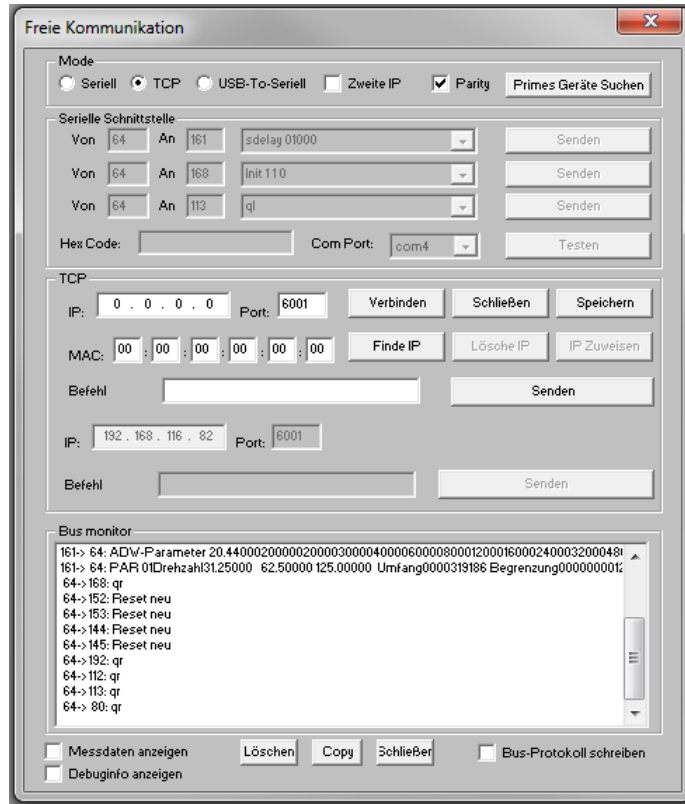 Freie Kommunikation
Mode
Seriell TCP USB-To-Seriell Zweite IP Parity Primes Geräte Suchen
Serielle Schnittstelle
Von 64 An 161 sdelay 01000 Senden
Von 64 An 168 Init 110 Senden
Von 64 An 113 ql Senden
Hex Code: Com Port: com4 Testen
TCP
IP: 0 . 0 . 0 . 0 Port: 6001 Verbinden Schließen Speichern
MAC: 00 : 00 : 00 : 00 : 00 : 00 Finde IP Lösche IP IP Zuweisen
Befehl Senden
IP: 192 . 168 . 116 . 82 Port: 6001
Befehl Senden
Bus monitor
161-> 64: ADW-Parameter 20.44000200000200003000040000600008000120001600024000320004
161-> 64: PAR 01Drehzahl31.25000 62.50000 125.00000 Umfang0000319186 Begrenzung000000001
64->168: qr
64->152: Reset neu
64->153: Reset neu
64->144: Reset neu
64->145: Reset neu
64->192: qr
64->112: qr
64->113: qr
64-> 80: qr
Messdaten anzeigen Löschen Copy Schließer Bus-Protokoll schreiben
Debuginfo anzeigen